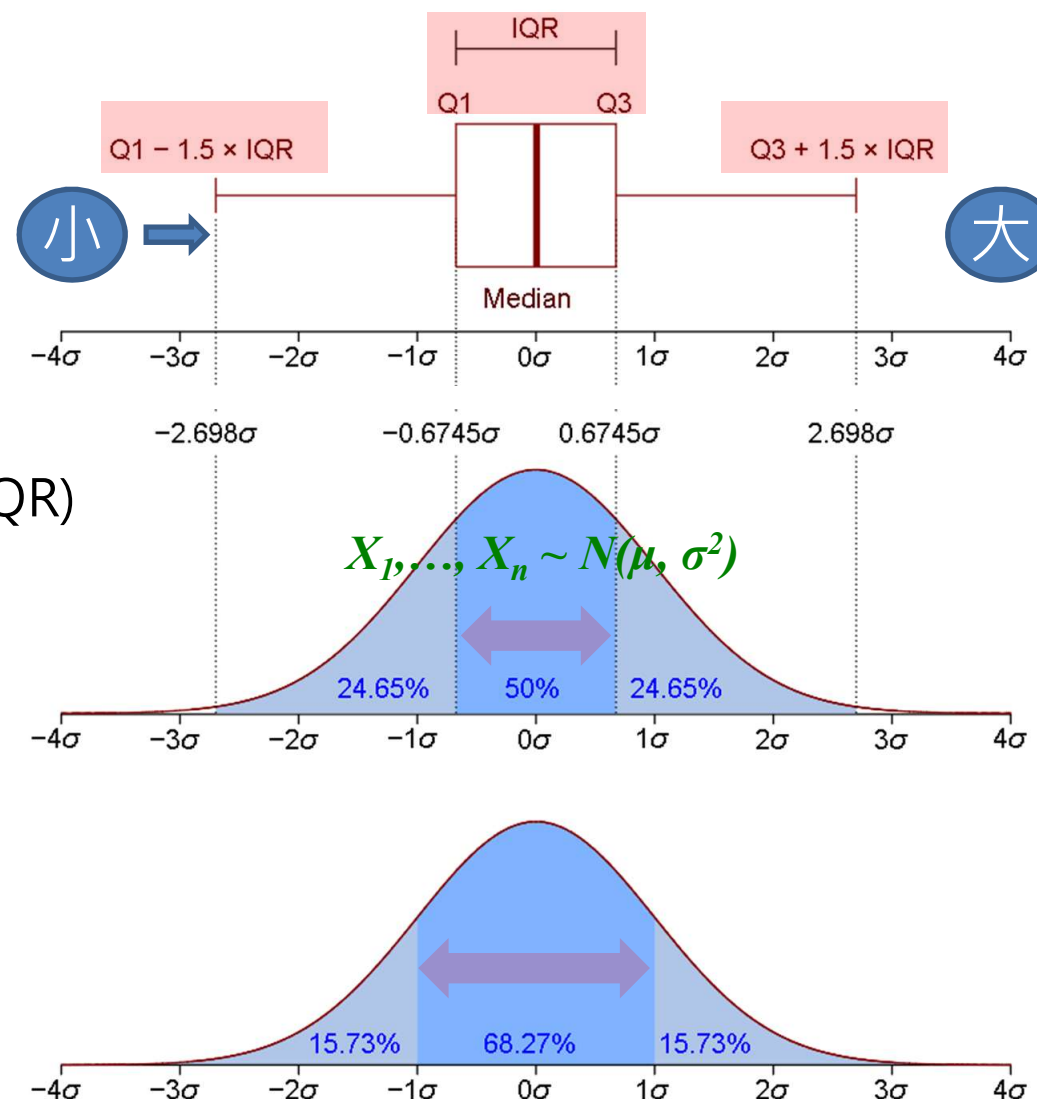 IQR
Q1 Q3
Q1 − 1.5 × IQR Q3 + 1.5 × IQR
小 大
Median
−4σ −3σ −2σ −1σ 0σ 1σ 2σ 3σ 4σ
−2.698σ −0.6745σ 0.6745σ 2.698σ
QR)
X₁,…, Xₙ ~ N(μ, σ²)
24.65% 50% 24.65%
−4σ −3σ −2σ −1σ 0σ 1σ 2σ 3σ 4σ
15.73% 68.27% 15.73%
−4σ −3σ −2σ −1σ 0σ 1σ 2σ 3σ 4σ